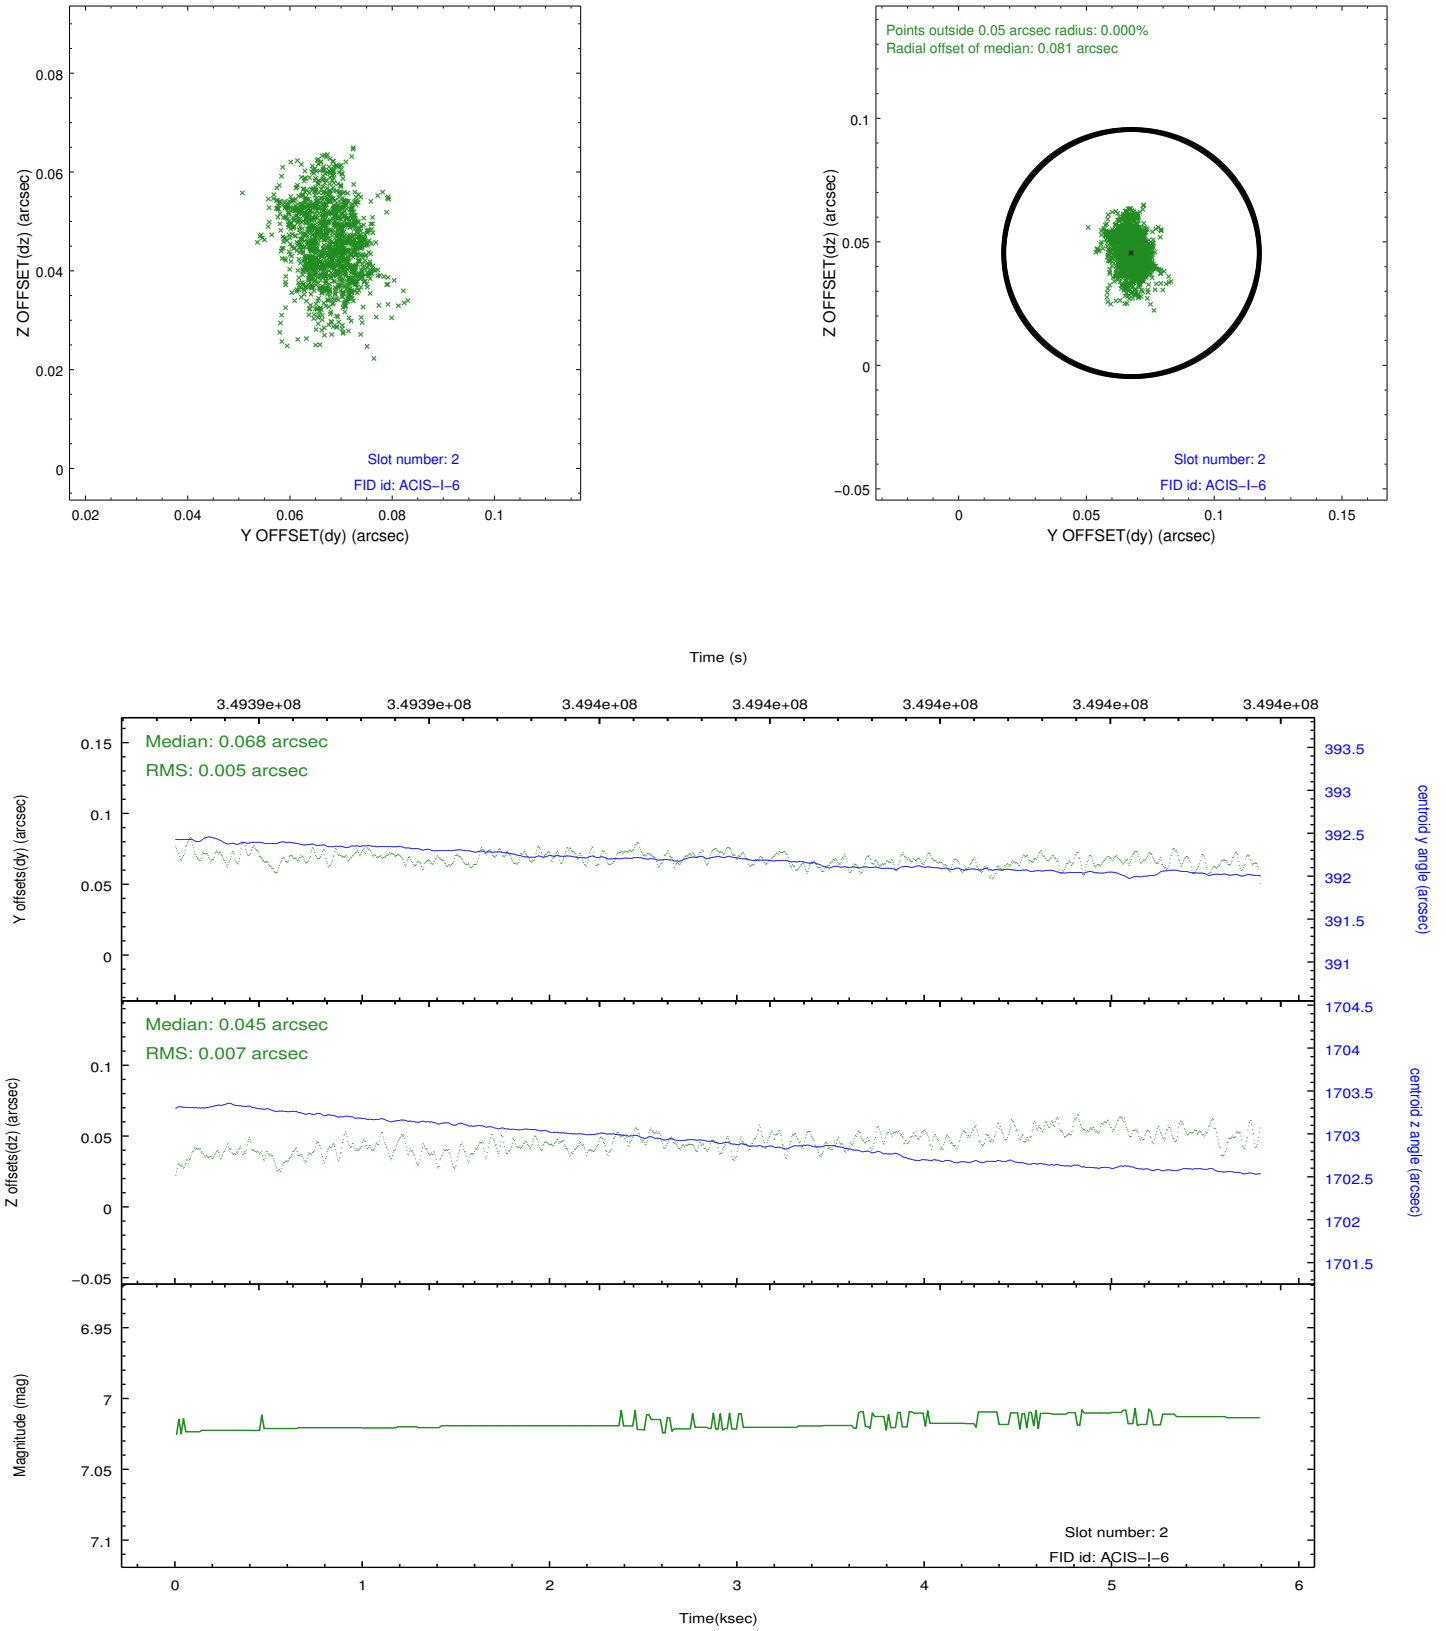 0.08
0.06
0.04
0.02
0
Z OFFSET(dz) (arcsec)
Slot number: 2
FID id: ACIS−I−6
0.02 0.04 0.06 0.08 0.1
Y OFFSET(dy) (arcsec)
Points outside 0.05 arcsec radius: 0.000%
Radial offset of median: 0.081 arcsec
0.1
0.05
0
−0.05
Z OFFSET(dz) (arcsec)
Slot number: 2
FID id: ACIS−I−6
0 0.05 0.1 0.15
Y OFFSET(dy) (arcsec)
Time (s)
3.4939e+08 3.4939e+08 3.494e+08 3.494e+08 3.494e+08 3.494e+08 3.494e+08
Median: 0.068 arcsec
RMS: 0.005 arcsec
0.15
0.1
0.05
0
Y offsets(dy) (arcsec)
393.5
393
392.5
392
391.5
391
centroid y angle (arcsec)
Median: 0.045 arcsec
RMS: 0.007 arcsec
0.1
0.05
0
−0.05
Z offsets(dz) (arcsec)
1704.5
1704
1703.5
1703
1702.5
1702
1701.5
centroid z angle (arcsec)
6.95
7
7.05
7.1
Magnitude (mag)
Slot number: 2
FID id: ACIS−I−6
0 1 2 3 4 5 6
Time(ksec)